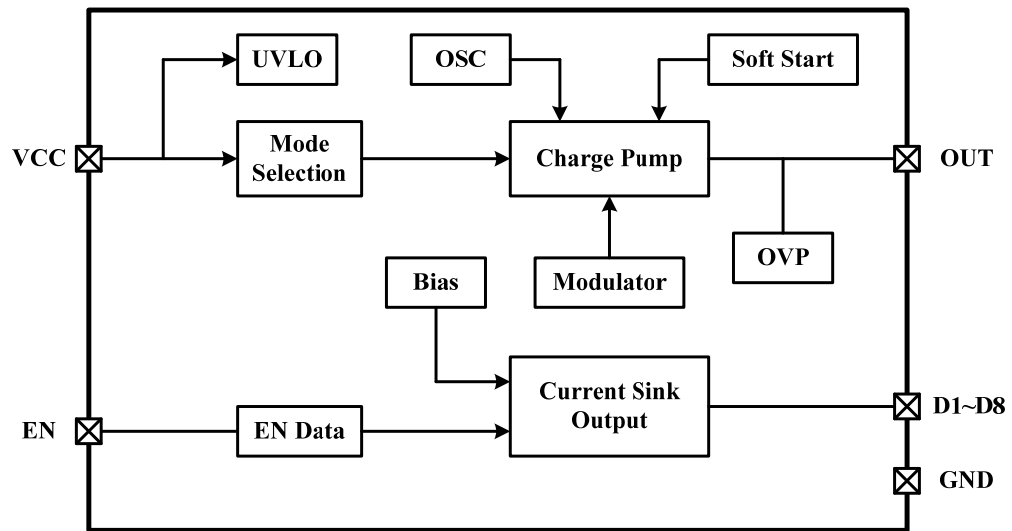 UVLO
OSC
Soft Start
VCC
Mode
Selection
Charge Pump
OUT
Bias
Modulator
OVP
EN
EN Data
Current Sink
Output
D1~D8
GND